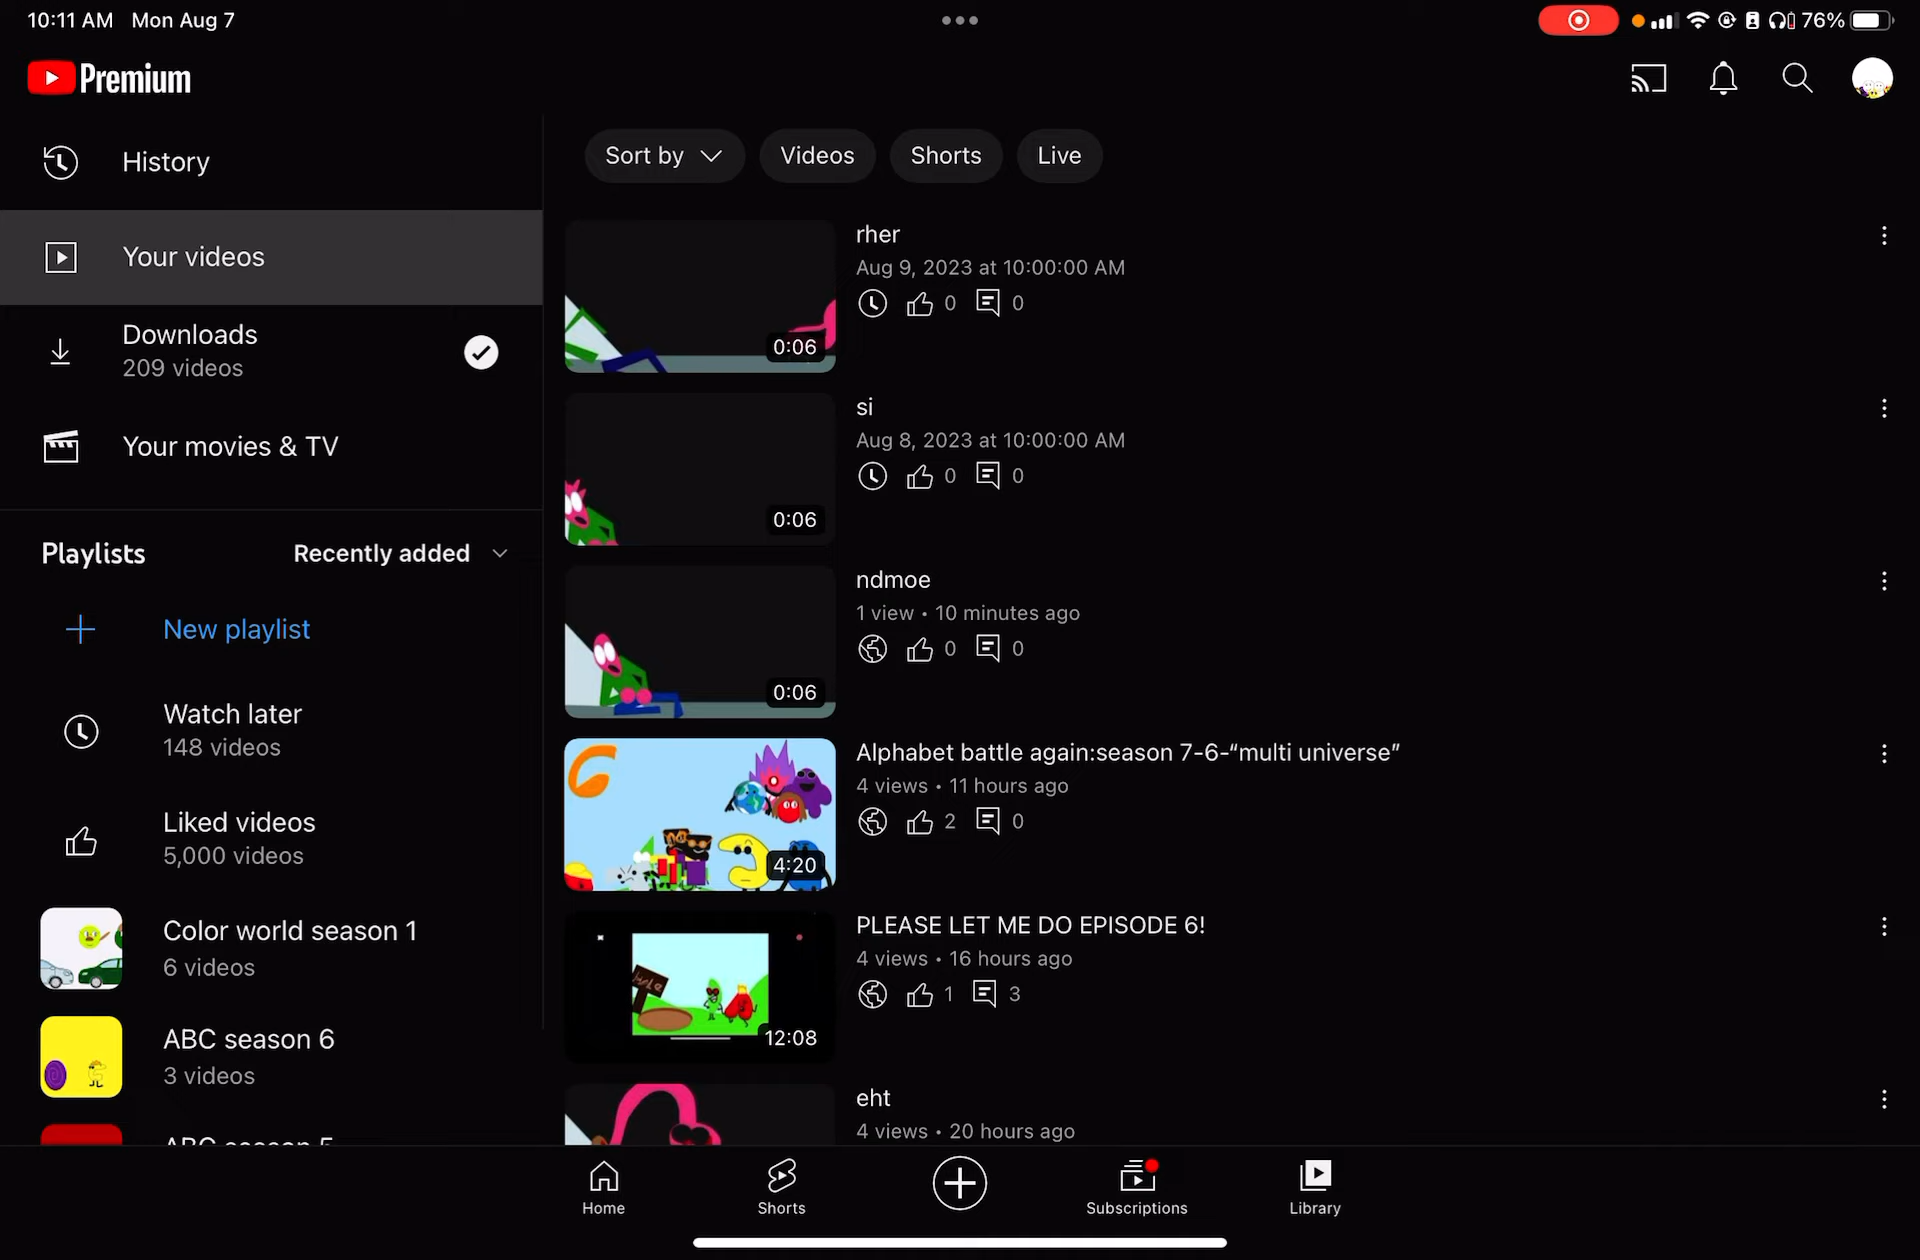 10:11 AM Mon Aug 7
76%
Premium
History
Your videos
Downloads
209 videos
Your movies & TV
Playlists
Recently added
New playlist
Watch later
148 videos
Liked videos
5,000 videos
Color world season 1
6 videos
ABC season 6
3 videos
ABC season 5
Sort by
Videos
Shorts
Live
0:06
rher
Aug 9, 2023 at 10:00:00 AM
0 0
0:06
si
Aug 8, 2023 at 10:00:00 AM
0 0
0:06
ndmoe
1 view • 10 minutes ago
0 0
4:20
Alphabet battle again:season 7-6-“multi universe”
4 views • 11 hours ago
2 0
12:08
PLEASE LET ME DO EPISODE 6!
4 views • 16 hours ago
1 3
eht
4 views • 20 hours ago
Home
Shorts
Subscriptions
Library